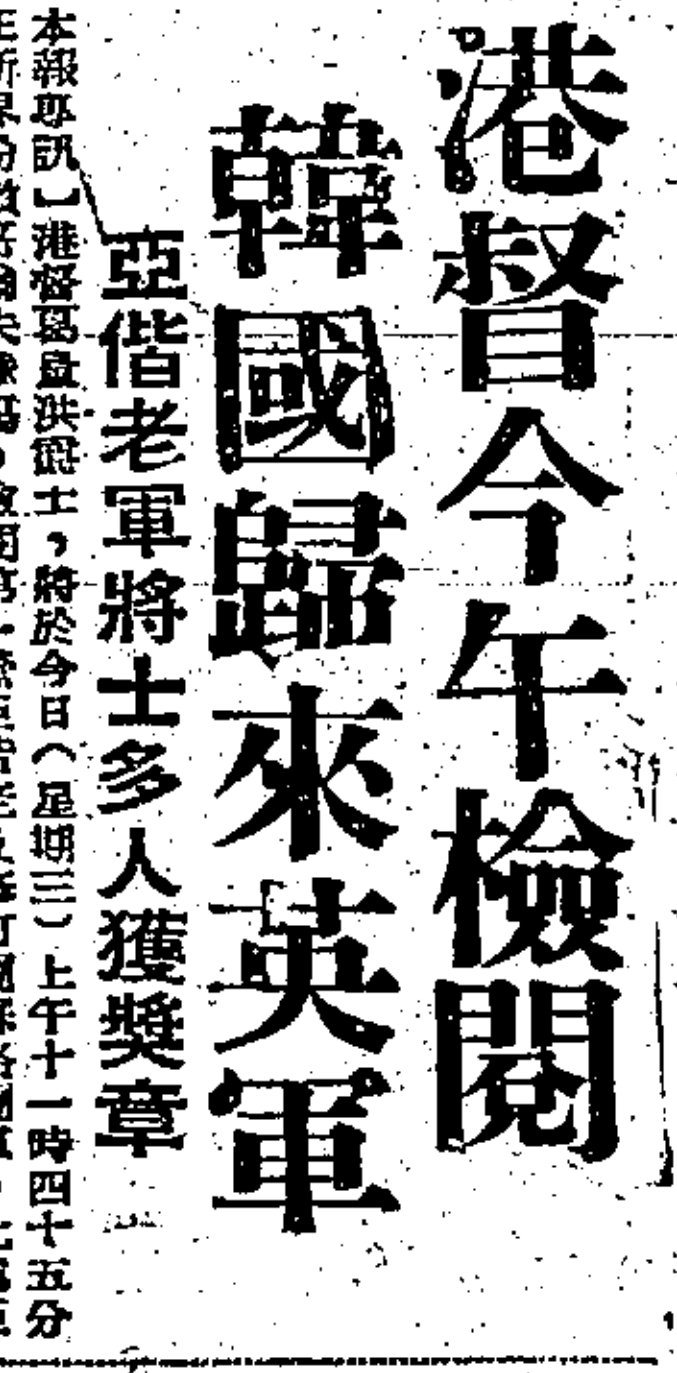 港督今午檢閱
韓國歸來英軍
亞偕老軍將士多人獲獎章
本報專訊】港督葛量洪爵士，將於今日（星期三）上午十一時四十五分